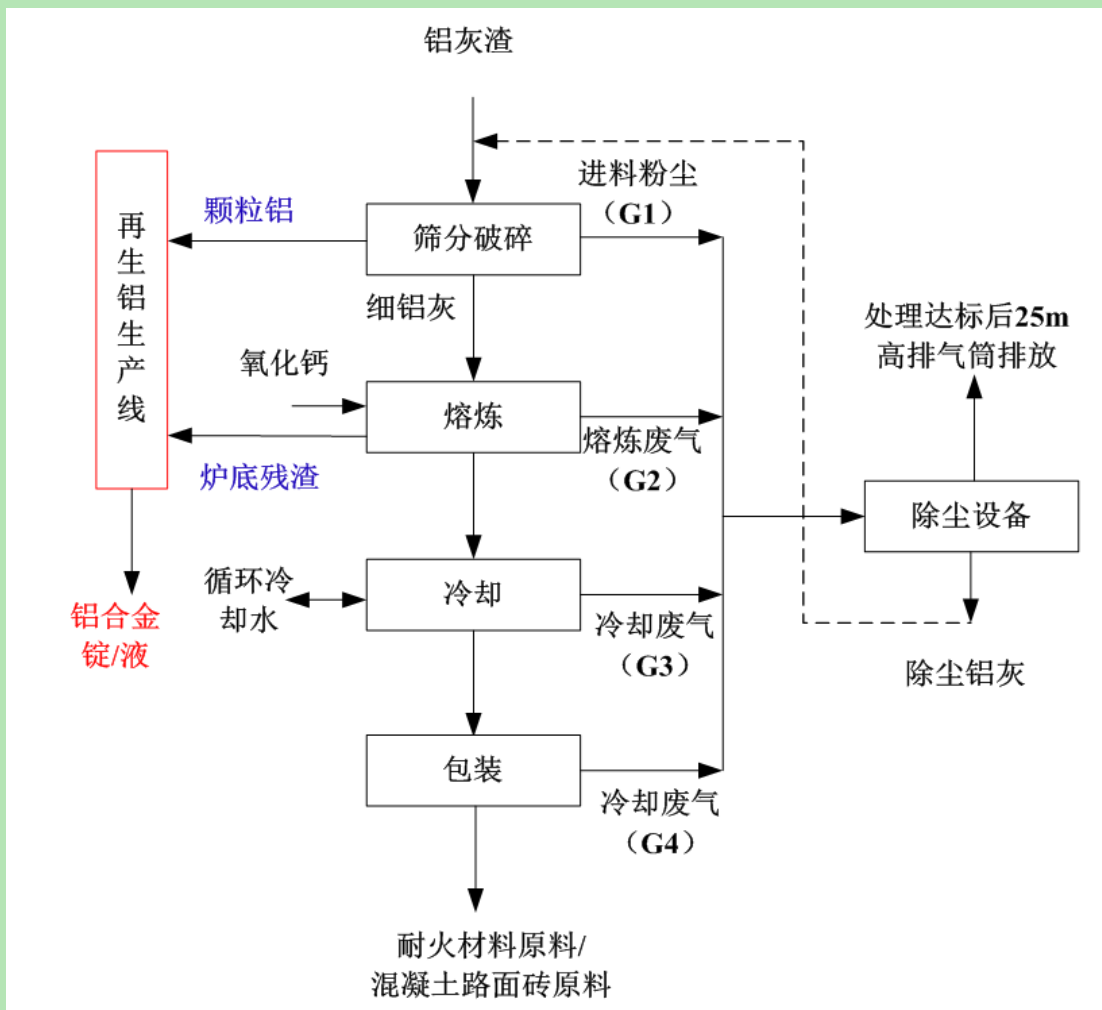 铝灰渣
进料粉尘
（G1）
颗粒铝
筛分破碎
再
生
铝
生
产
线
细铝灰
处理达标后25m
高排气筒排放
氧化钙
熔炼
熔炼废气
（G2）
炉底残渣
除尘设备
循环冷
却水
冷却
铝合金
锭/液
冷却废气
（G3）
除尘铝灰
包装
冷却废气
（G4）
耐火材料原料/
混凝土路面砖原料